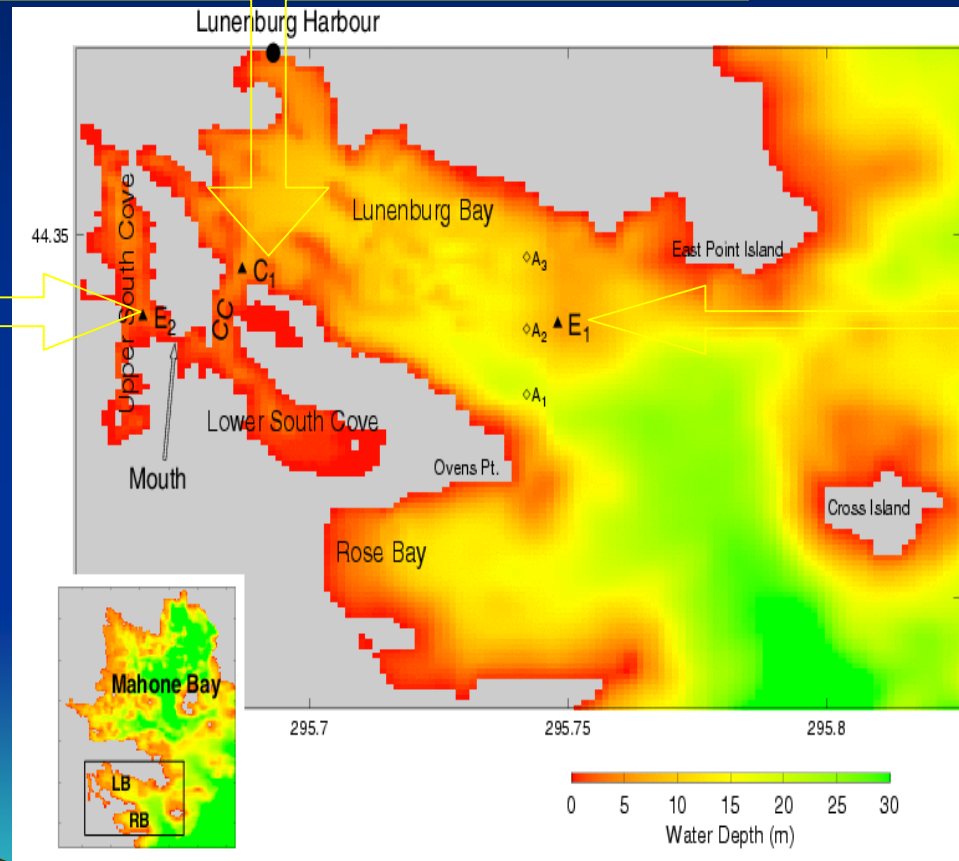 Lunenburg Harbour
Lunenburg Bay
44.35
East Point Island
A3
C1
Upper South Cove
E2
CC
A2
E1
A1
Lower South Cove
Ovens Pt.
Mouth
Cross Island
Rose Bay
Mahone Bay
295.7
295.75
295.8
LB
RB
0 5 10 15 20 25 30
Water Depth (m)